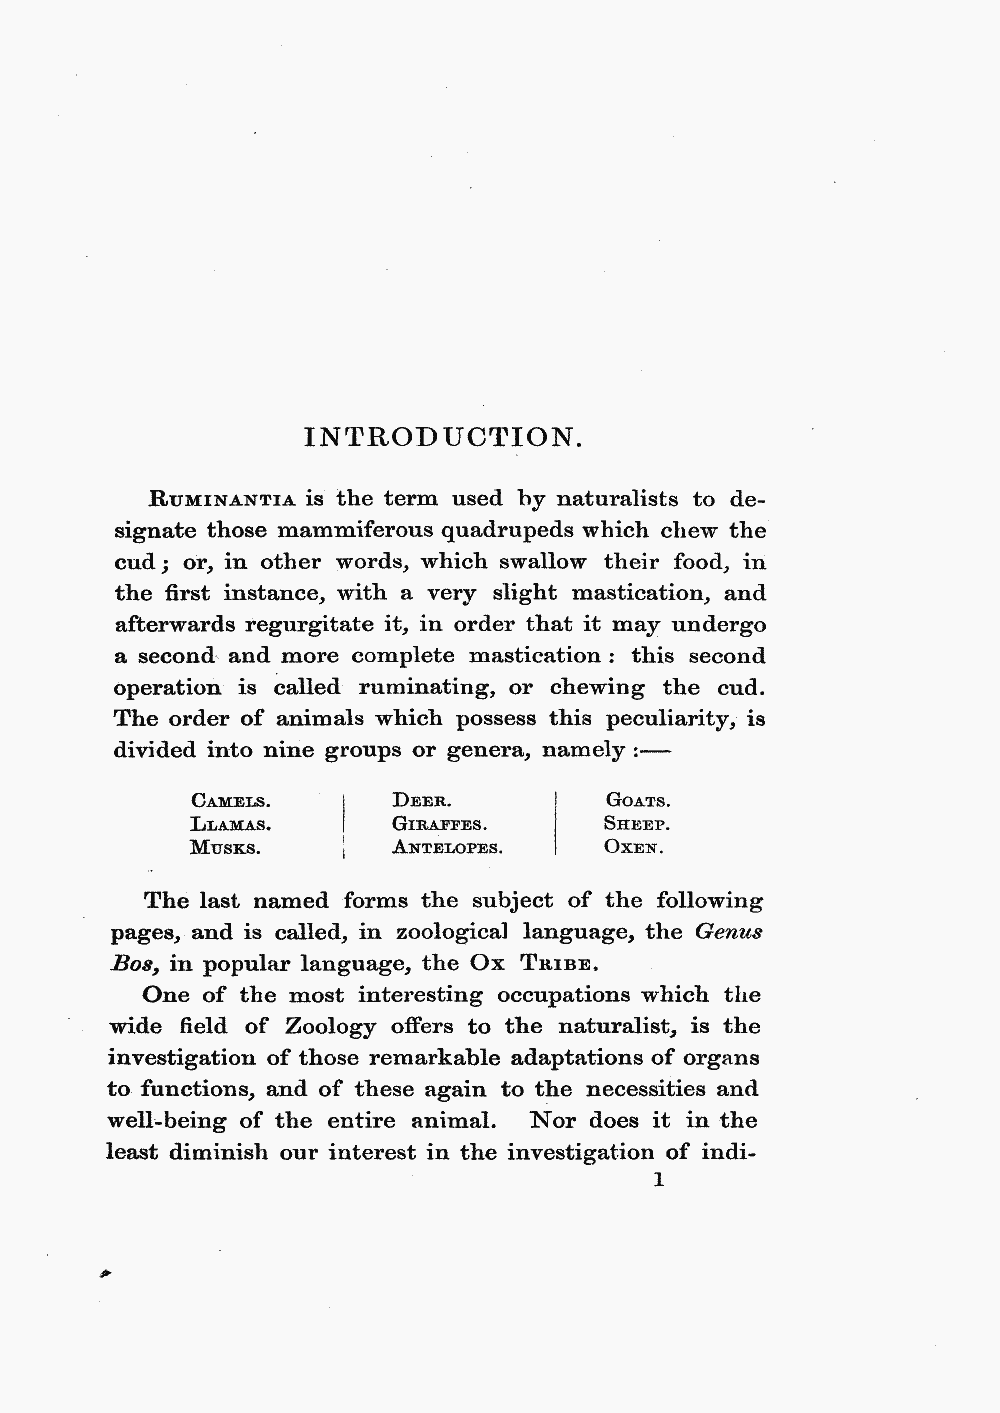 INTRODUCTION.
Ruminantia is the term used by naturalists to de-
signate those mammiferous quadrupeds which chew the
cud; or, in other words, which swallow their food, in
the first instance, with a very slight mastication, and
afterwards regurgitate it, in order that it may undergo
a second and more complete mastication : this second
operation is called ruminating, or chewing the cud.
The order of animals which possess this peculiarity, is
divided into nine groups or genera, namely :—
Camels. | Deer. | Goats.
Llamas. | Giraffes. | Sheep.
Musks. | Antelopes. | Oxen.
The last named forms the subject of the following
pages, and is called, in zoological language, the Genus
Bos, in popular language, the Ox Tribe.
One of the most interesting occupations which the
wide field of Zoology offers to the naturalist, is the
investigation of those remarkable adaptations of organs
to functions, and of these again to the necessities and
well-being of the entire animal. Nor does it in the
least diminish our interest in the investigation of indi-
1